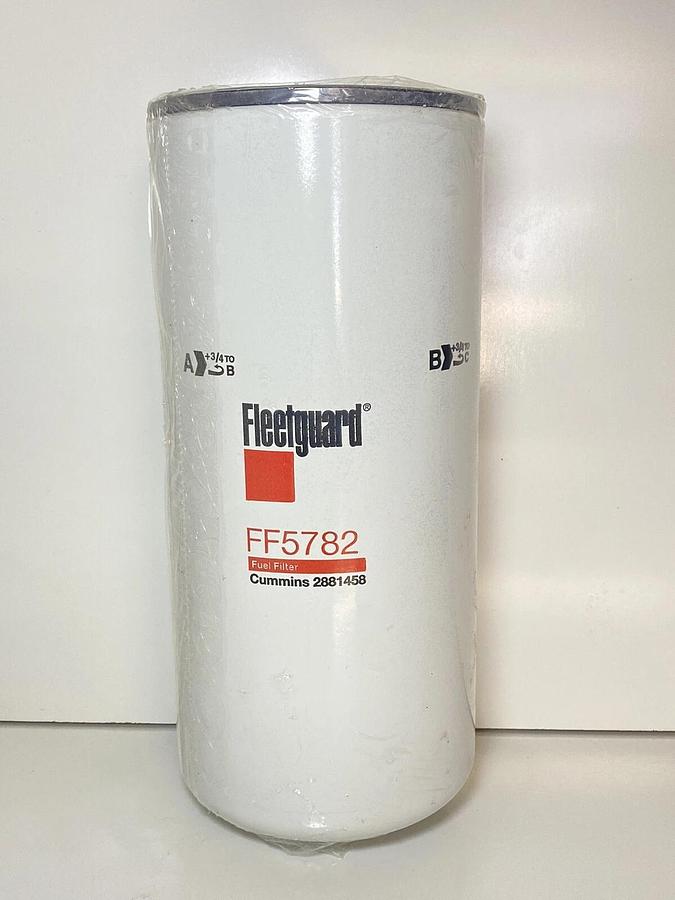 A +3/4 TO B
B +3/4 TO C
Fleetguard®
FF5782
Fuel Filter
Cummins 2881458